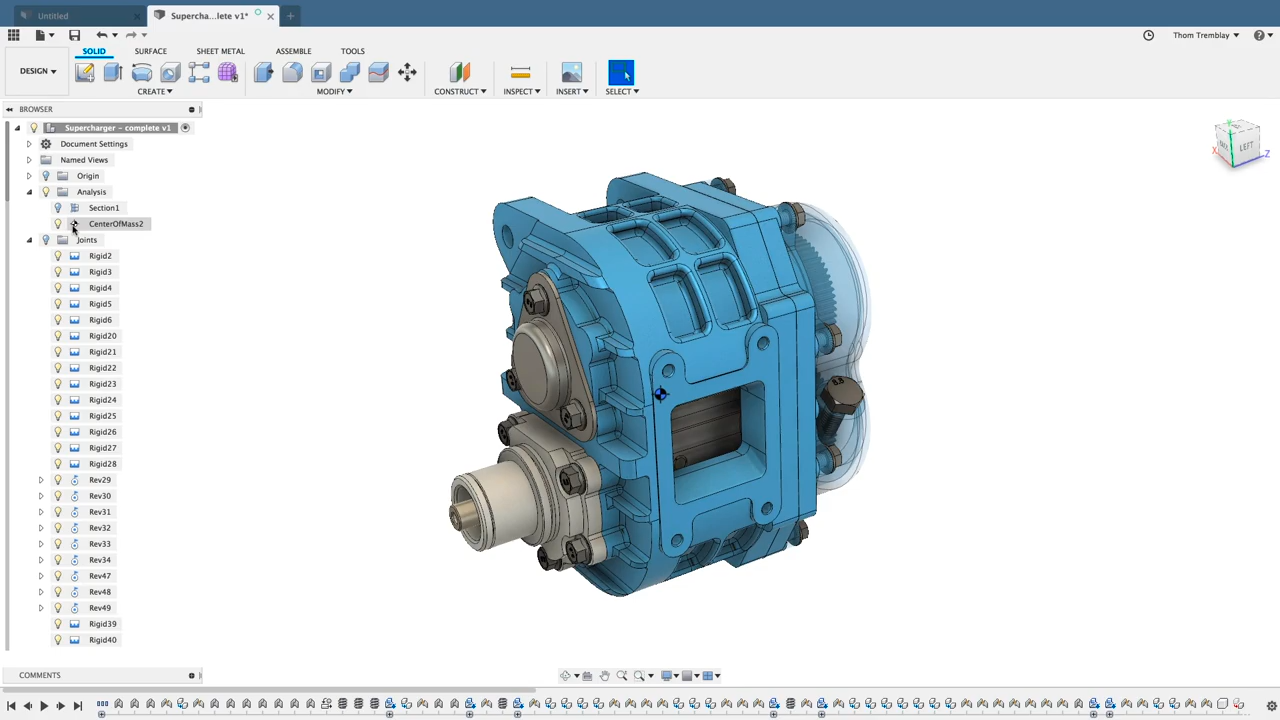 Untitled
Supercha...lete v1*
Thom Tremblay
SOLID SURFACE SHEET METAL ASSEMBLE TOOLS
DESIGN
CREATE MODIFY CONSTRUCT INSPECT INSERT SELECT
BROWSER
Supercharger - complete v1
Document Settings
Named Views
Origin
Analysis
Section1
CenterOfMass2
Joints
Rigid2
Rigid3
Rigid4
Rigid5
Rigid6
Rigid20
Rigid21
Rigid22
Rigid23
Rigid24
Rigid25
Rigid26
Rigid27
Rigid28
Rev29
Rev30
Rev31
Rev32
Rev33
Rev34
Rev47
Rev48
Rev49
Rigid39
Rigid40
LEFT
X
Z
8.8
COMMENTS